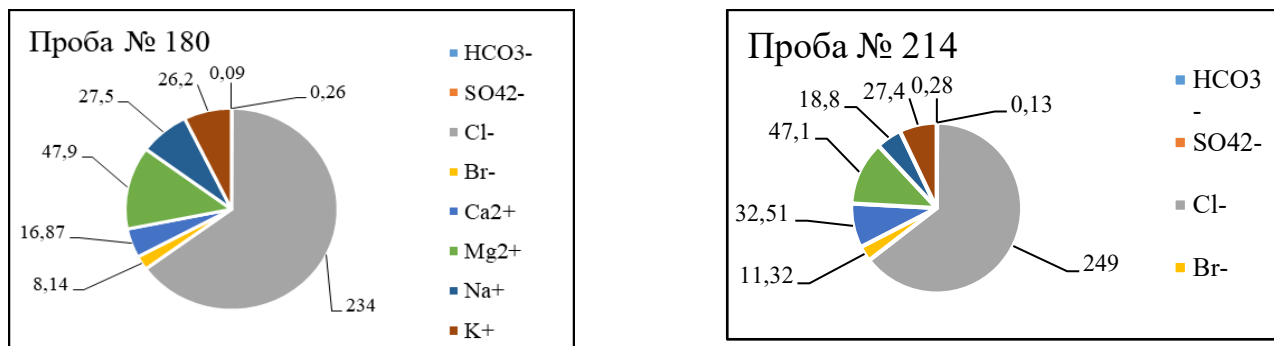 Проба № 180
0,09
26,2
0,26
27,5
47,9
16,87
8,14
234
HCO3-
SO42-
Cl-
Br-
Ca2+
Mg2+
Na+
K+
Проба № 214
0,28
27,4
0,13
18,8
47,1
32,51
11,32
249
HCO3
-
SO42-
Cl-
Br-